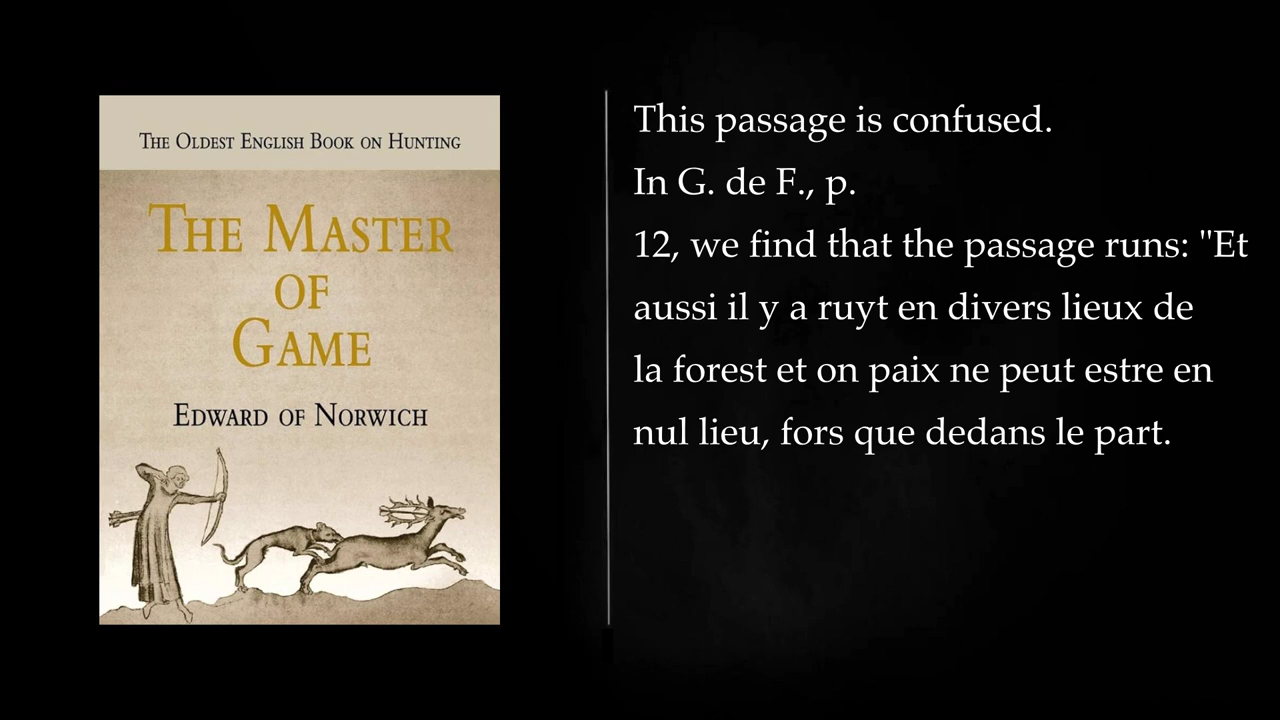 The Oldest English Book on Hunting
The Master
of
Game
Edward of Norwich
This passage is confused.
In G. de F., p.
12, we find that the passage runs: "Et
aussi il y a ruyt en divers lieux de
la forest et on paix ne peut estre en
nul lieu, fors que dedans le part.